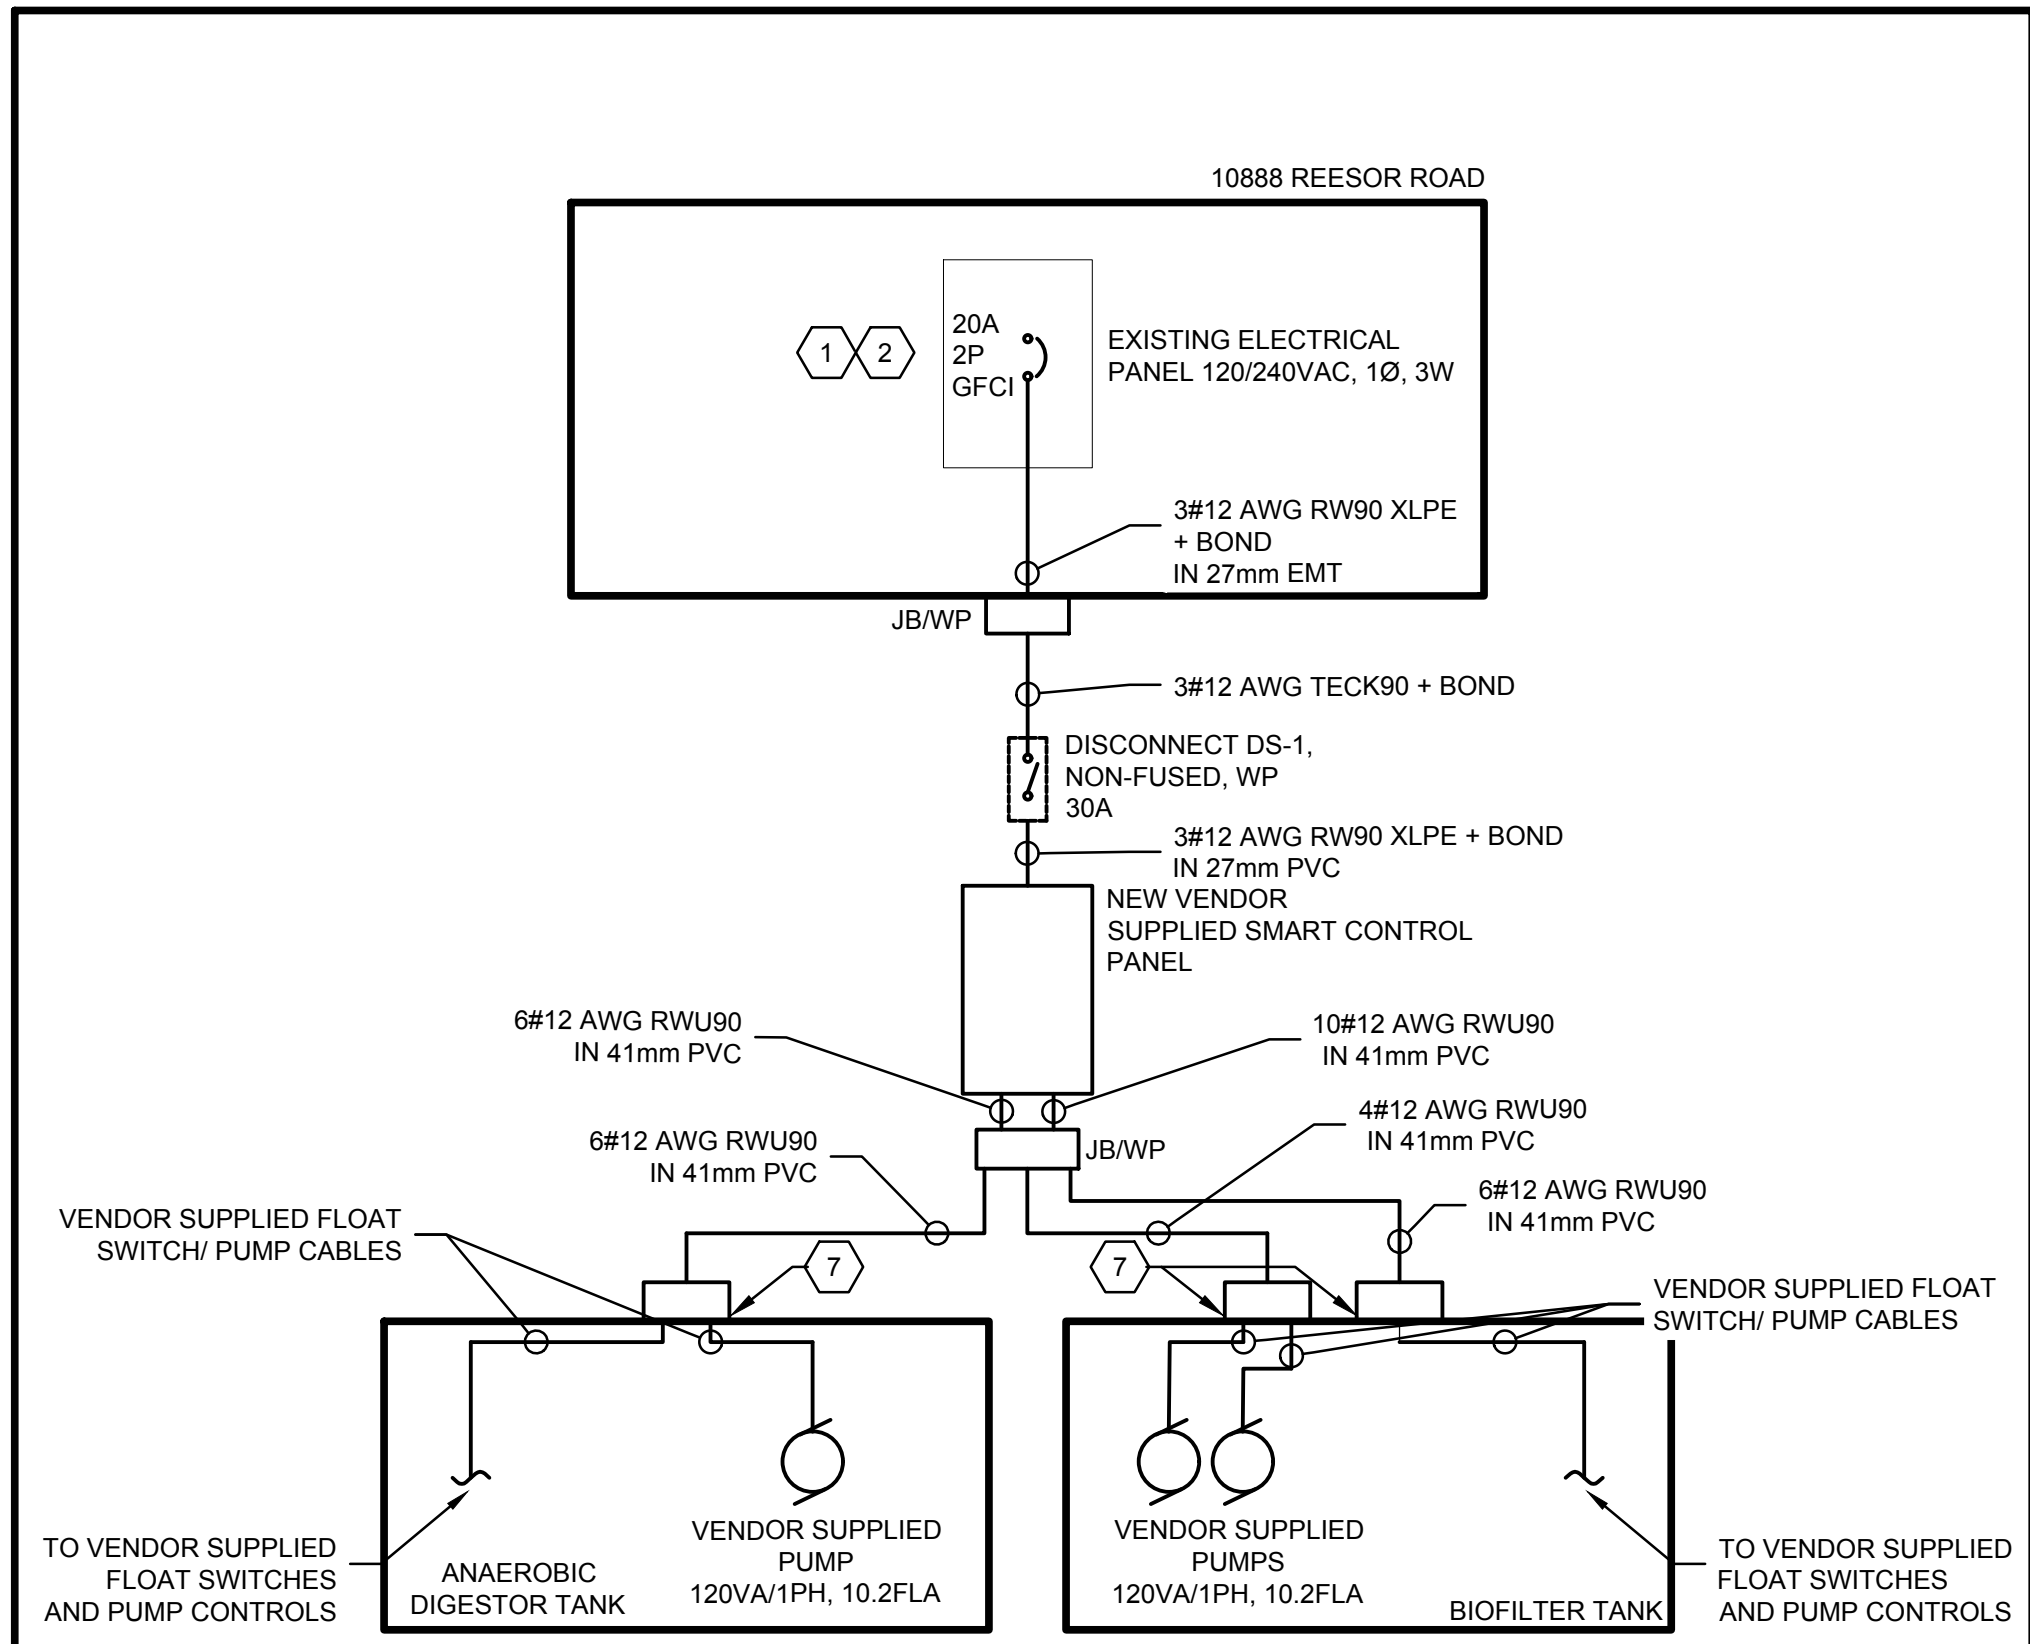 10888 REESOR ROAD
1
2
20A
2P
GFCI
EXISTING ELECTRICAL
PANEL 120/240VAC, 1Ø, 3W
3#12 AWG RW90 XLPE
+ BOND
IN 27mm EMT
JB/WP
3#12 AWG TECK90 + BOND
DISCONNECT DS-1,
NON-FUSED, WP
30A
3#12 AWG RW90 XLPE + BOND
IN 27mm PVC
NEW VENDOR
SUPPLIED SMART CONTROL
PANEL
6#12 AWG RWU90
IN 41mm PVC
10#12 AWG RWU90
IN 41mm PVC
6#12 AWG RWU90
IN 41mm PVC
JB/WP
4#12 AWG RWU90
IN 41mm PVC
6#12 AWG RWU90
IN 41mm PVC
VENDOR SUPPLIED FLOAT
SWITCH/ PUMP CABLES
7
7
VENDOR SUPPLIED FLOAT
SWITCH/ PUMP CABLES
TO VENDOR SUPPLIED
FLOAT SWITCHES
AND PUMP CONTROLS
ANAEROBIC
DIGESTOR TANK
VENDOR SUPPLIED
PUMP
120VA/1PH, 10.2FLA
VENDOR SUPPLIED
PUMPS
120VA/1PH, 10.2FLA
BIOFILTER TANK
TO VENDOR SUPPLIED
FLOAT SWITCHES
AND PUMP CONTROLS